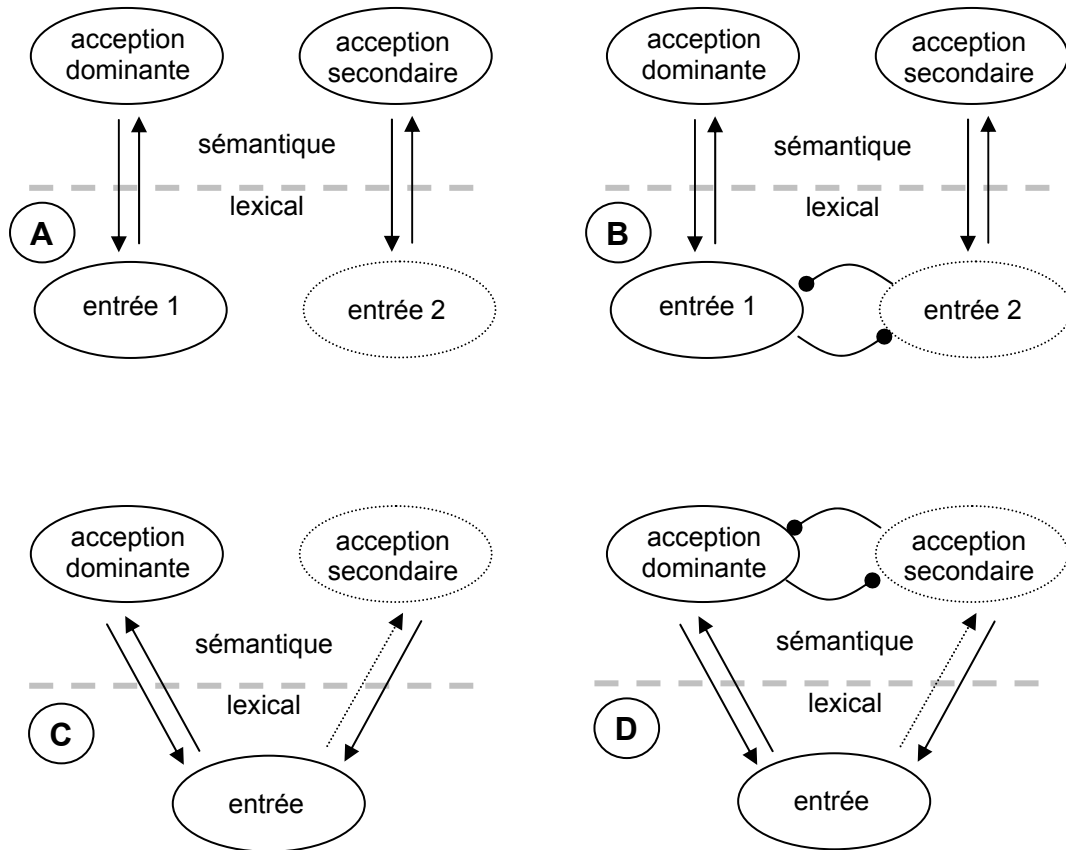 acception
dominante
acception
secondaire
sémantique
lexical
A
entrée 1
entrée 2
acception
dominante
acception
secondaire
sémantique
lexical
B
entrée 1
entrée 2
acception
dominante
acception
secondaire
sémantique
lexical
C
entrée
acception
dominante
acception
secondaire
sémantique
lexical
D
entrée